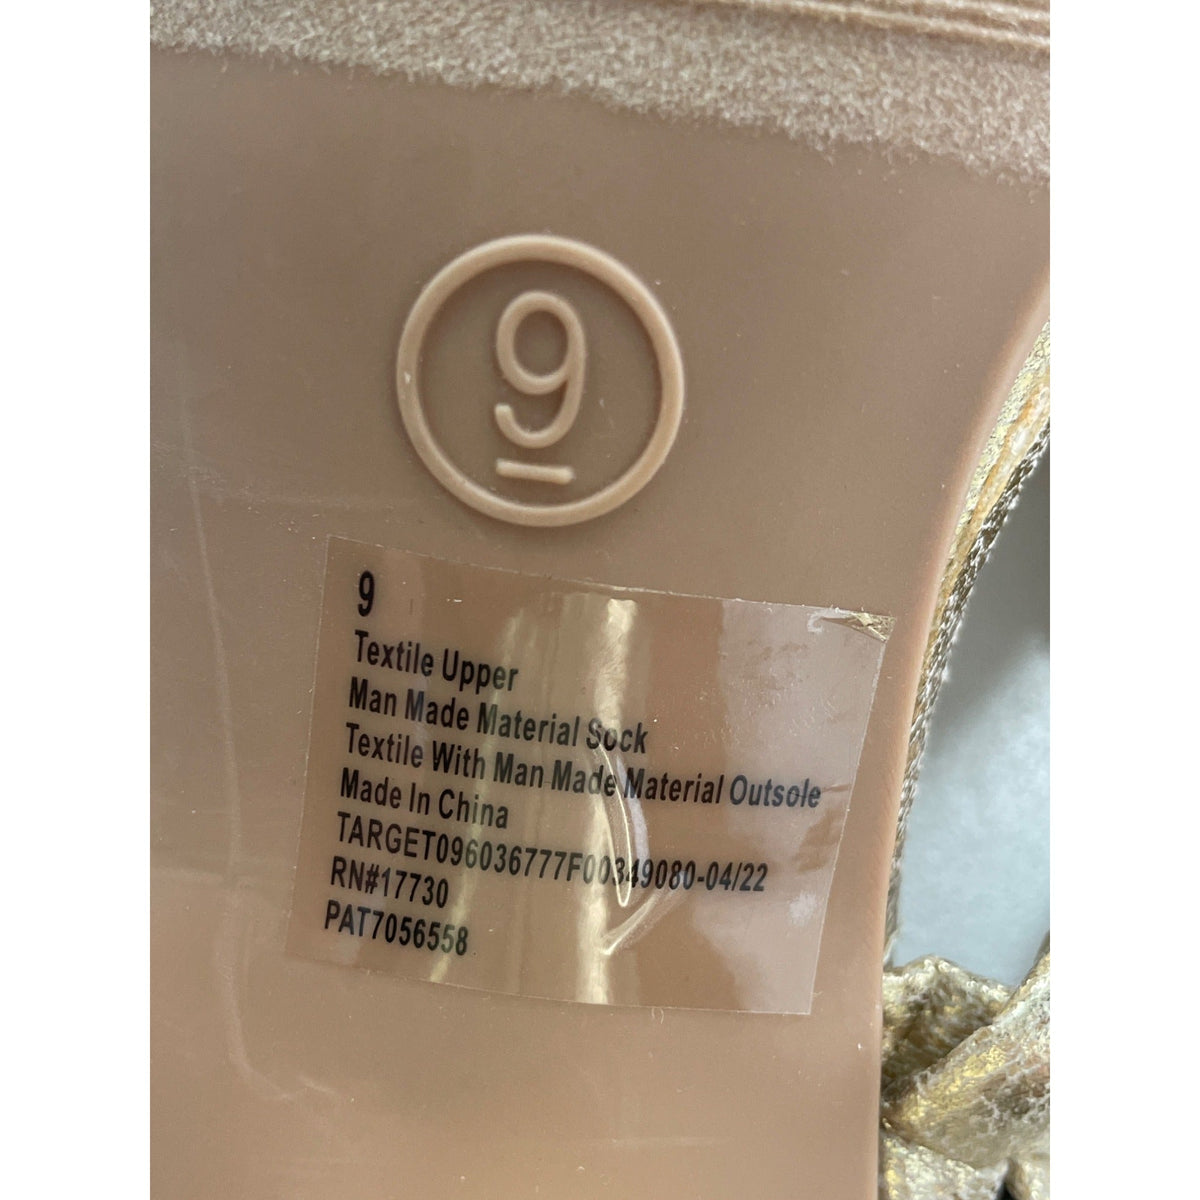 9
9
Textile Upper
Man Made Material Sock
Textile With Man Made Material Outsole
Made In China
TARGET096036777F00349080-04/22
RN#17730
PAT7056558